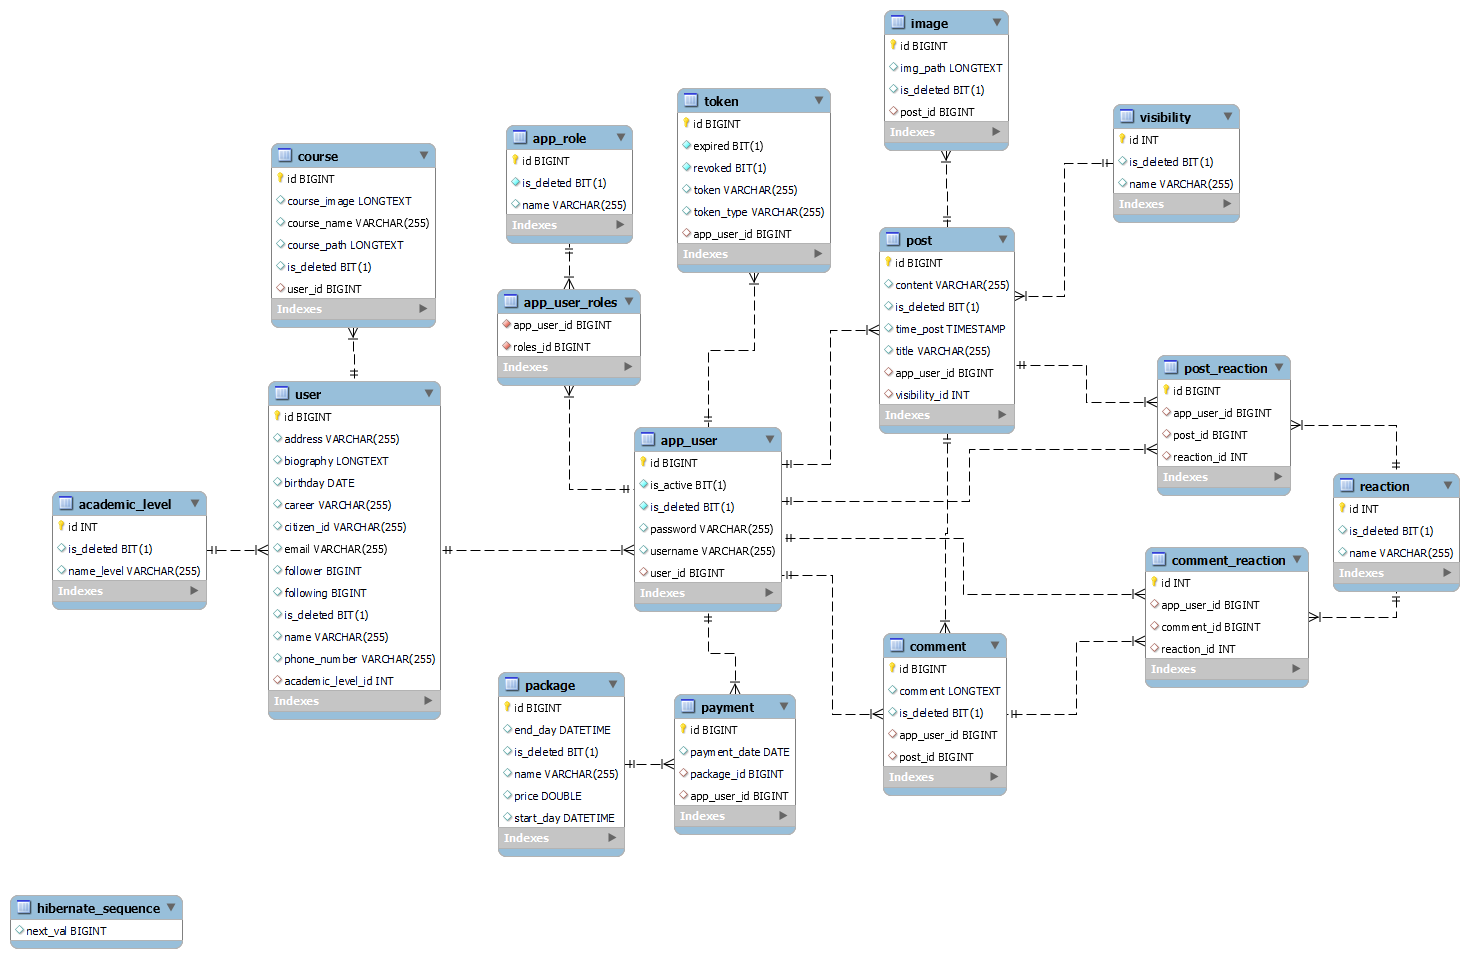 image
id BIGINT
img_path LONGTEXT
is_deleted BIT(1)
post_id BIGINT
Indexes
token
id BIGINT
expired BIT(1)
revoked BIT(1)
token VARCHAR(255)
token_type VARCHAR(255)
app_user_id BIGINT
Indexes
visibility
id INT
is_deleted BIT(1)
name VARCHAR(255)
Indexes
app_role
id BIGINT
is_deleted BIT(1)
name VARCHAR(255)
Indexes
course
id BIGINT
course_image LONGTEXT
course_name VARCHAR(255)
course_path LONGTEXT
is_deleted BIT(1)
user_id BIGINT
Indexes
post
id BIGINT
content VARCHAR(255)
is_deleted BIT(1)
time_post TIMESTAMP
title VARCHAR(255)
app_user_id BIGINT
visibility_id INT
Indexes
app_user_roles
app_user_id BIGINT
roles_id BIGINT
Indexes
post_reaction
id BIGINT
app_user_id BIGINT
post_id BIGINT
reaction_id INT
Indexes
user
id BIGINT
address VARCHAR(255)
biography LONGTEXT
birthday DATE
career VARCHAR(255)
citizen_id VARCHAR(255)
email VARCHAR(255)
follower BIGINT
following BIGINT
is_deleted BIT(1)
name VARCHAR(255)
phone_number VARCHAR(255)
academic_level_id INT
Indexes
app_user
id BIGINT
is_active BIT(1)
is_deleted BIT(1)
password VARCHAR(255)
username VARCHAR(255)
user_id BIGINT
Indexes
reaction
id INT
is_deleted BIT(1)
name VARCHAR(255)
Indexes
academic_level
id INT
is_deleted BIT(1)
name_level VARCHAR(255)
Indexes
comment_reaction
id INT
app_user_id BIGINT
comment_id BIGINT
reaction_id INT
Indexes
comment
id BIGINT
comment LONGTEXT
is_deleted BIT(1)
app_user_id BIGINT
post_id BIGINT
Indexes
package
id BIGINT
end_day DATETIME
is_deleted BIT(1)
name VARCHAR(255)
price DOUBLE
start_day DATETIME
Indexes
payment
id BIGINT
payment_date DATE
package_id BIGINT
app_user_id BIGINT
Indexes
hibernate_sequence
next_val BIGINT